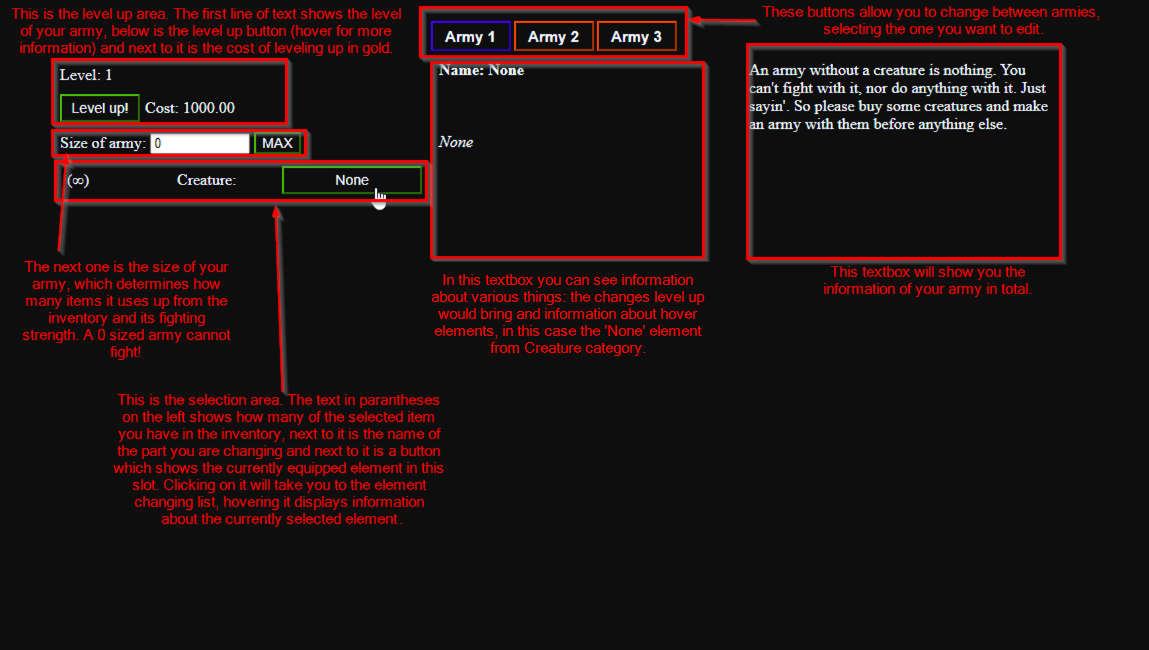 This is the level up area. The first line of text shows the level
of your army, below is the level up button (hover for more
information) and next to it is the cost of leveling up in gold.
Level: 1
Level up! Cost: 1000.00
Size of army: 0 MAX
(∞) Creature: None
The next one is the size of your
army, which determines how
many items it uses up from the
inventory and its fighting
strength. A 0 sized army cannot
fight!
This is the selection area. The text in parantheses
on the left shows how many of the selected item
you have in the inventory, next to it is the name of
the part you are changing and next to it is a button
which shows the currently equipped element in this
slot. Clicking on it will take you to the element
changing list, hovering it displays information
about the currently selected element.
Army 1 Army 2 Army 3
Name: None
None
In this textbox you can see information
about various things: the changes level up
would bring and information about hover
elements, in this case the 'None' element
from Creature category.
These buttons allow you to change between armies,
selecting the one you want to edit.
An army without a creature is nothing. You
can't fight with it, nor do anything with it. Just
sayin'. So please buy some creatures and make
an army with them before anything else.
This textbox will show you the
information of your army in total.